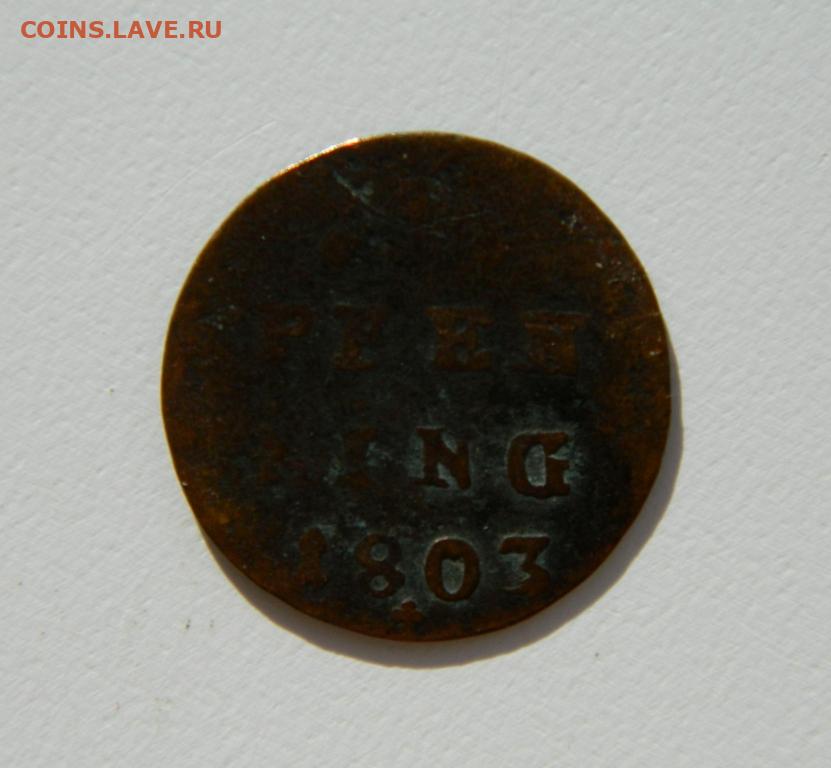 COINS.LAVE.RU
PFEN
NING
1803